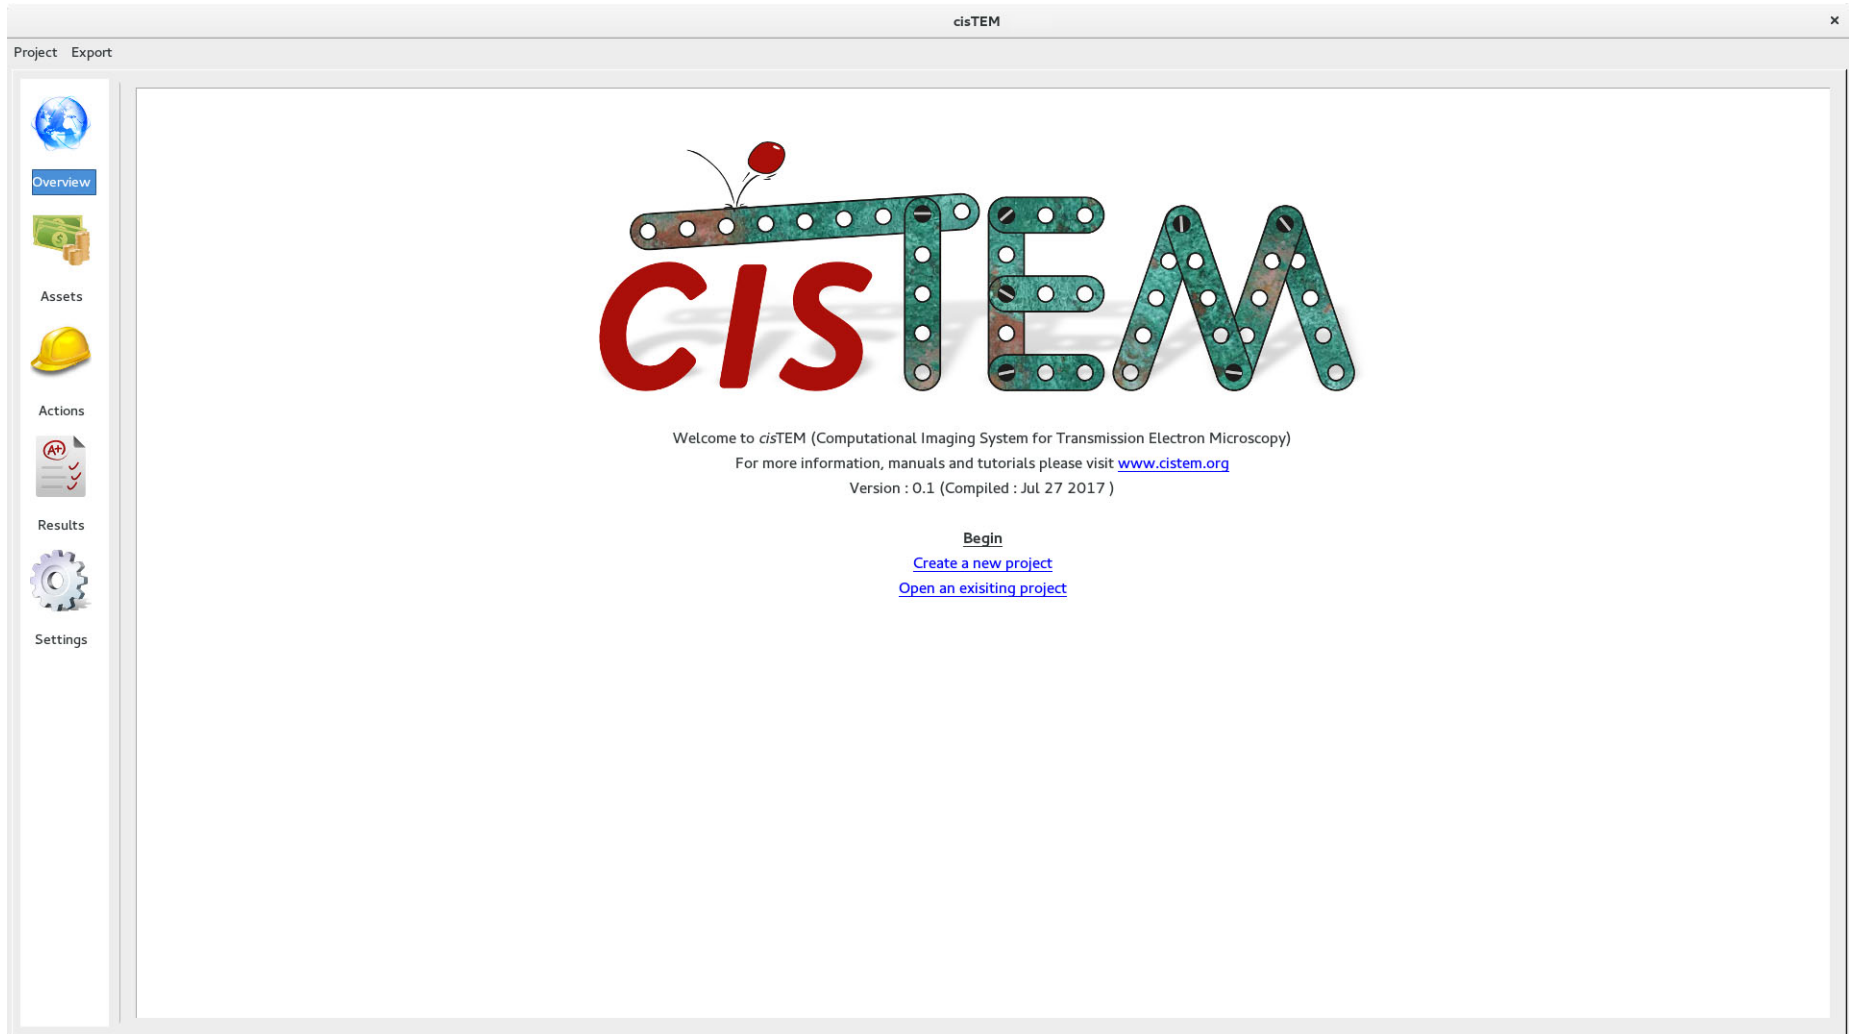 cisTEM
Project Export
Overview
Assets
Actions
A+
Results
Settings
cisTEM
Welcome to cisTEM (Computational Imaging System for Transmission Electron Microscopy)
For more information, manuals and tutorials please visit www.cistem.org
Version : 0.1 (Compiled : Jul 27 2017 )
Begin
Create a new project
Open an exisiting project